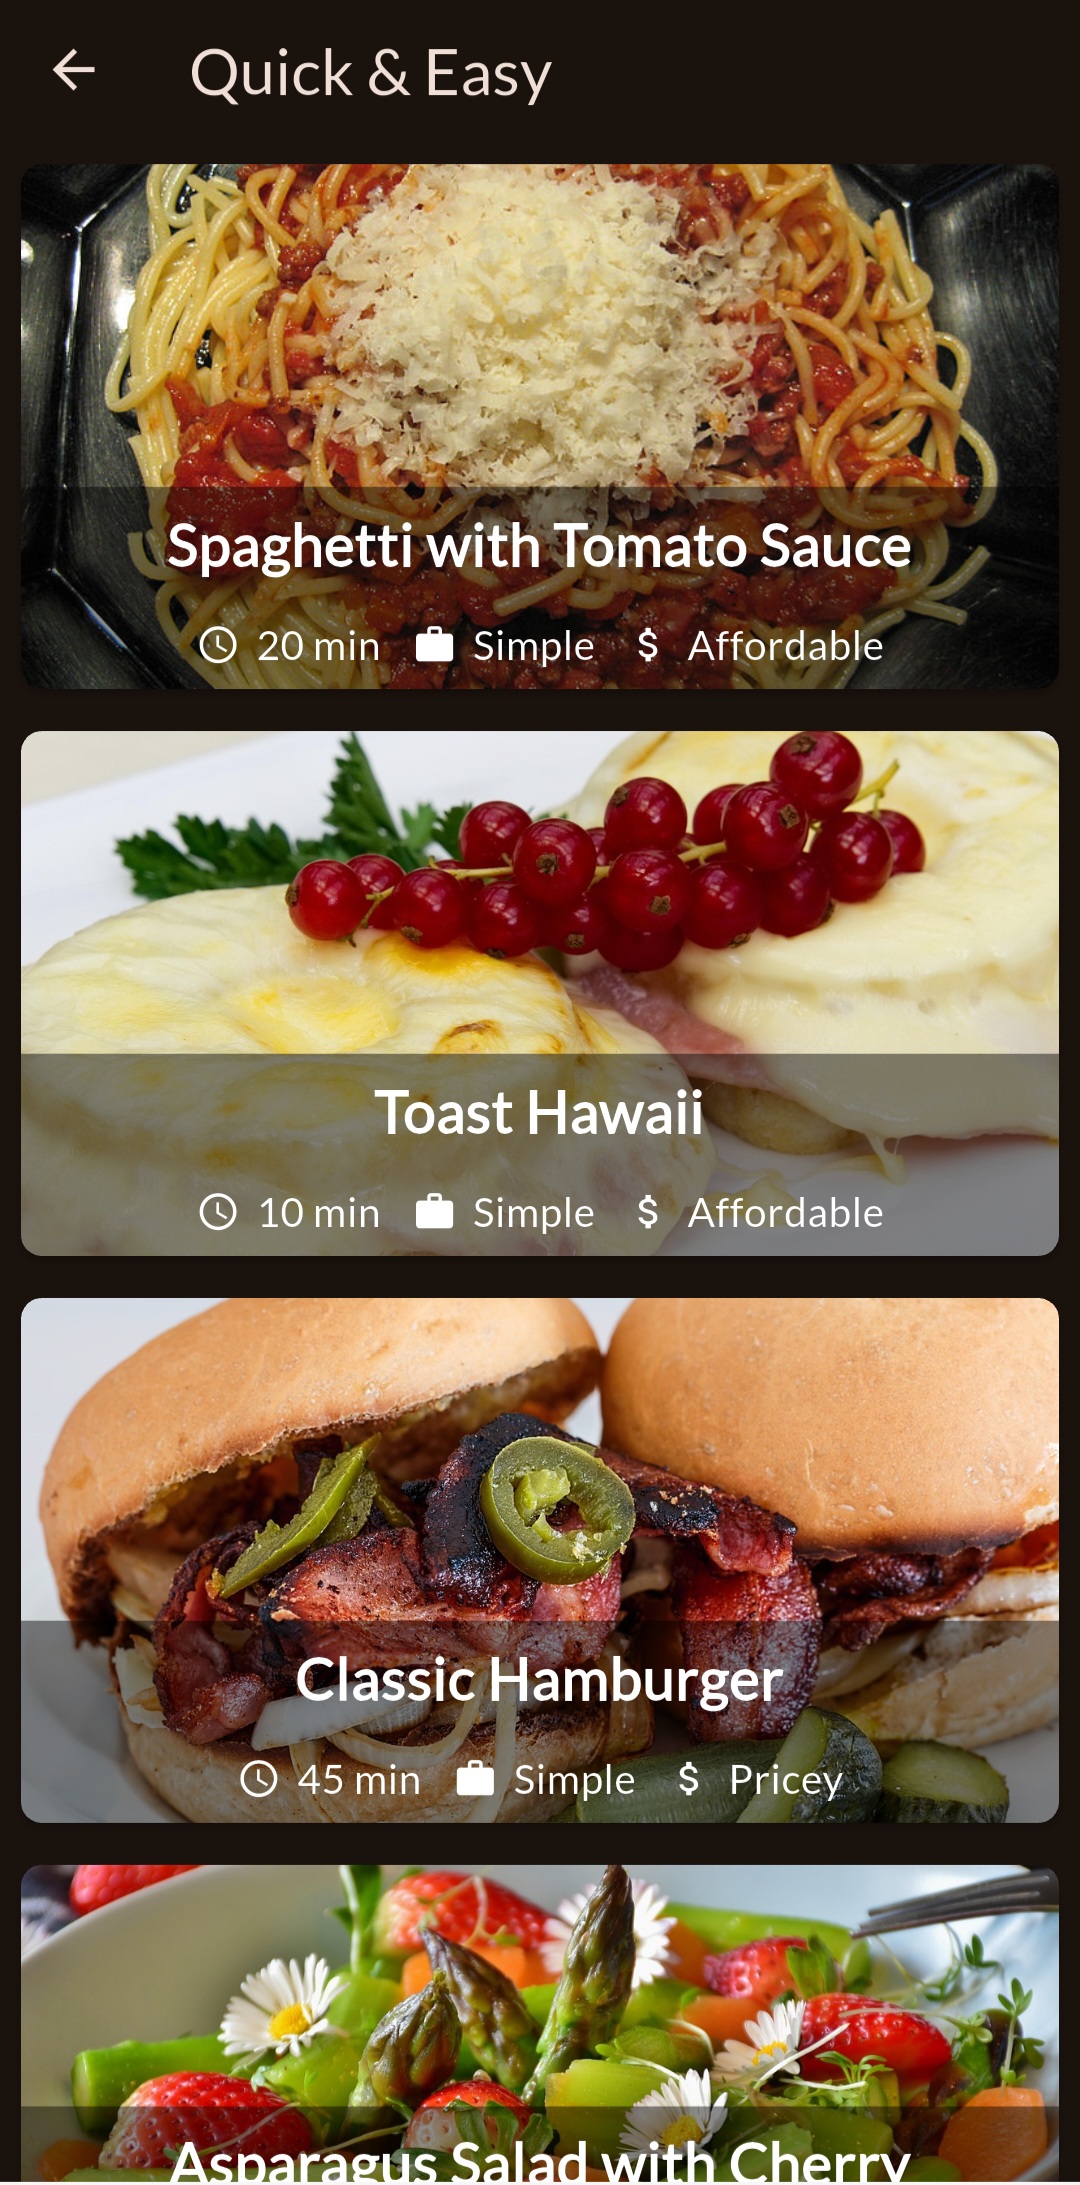 Quick & Easy
Spaghetti with Tomato Sauce
20 min Simple $ Affordable
Toast Hawaii
10 min Simple $ Affordable
Classic Hamburger
45 min Simple $ Pricey
Asparagus Salad with Cherry